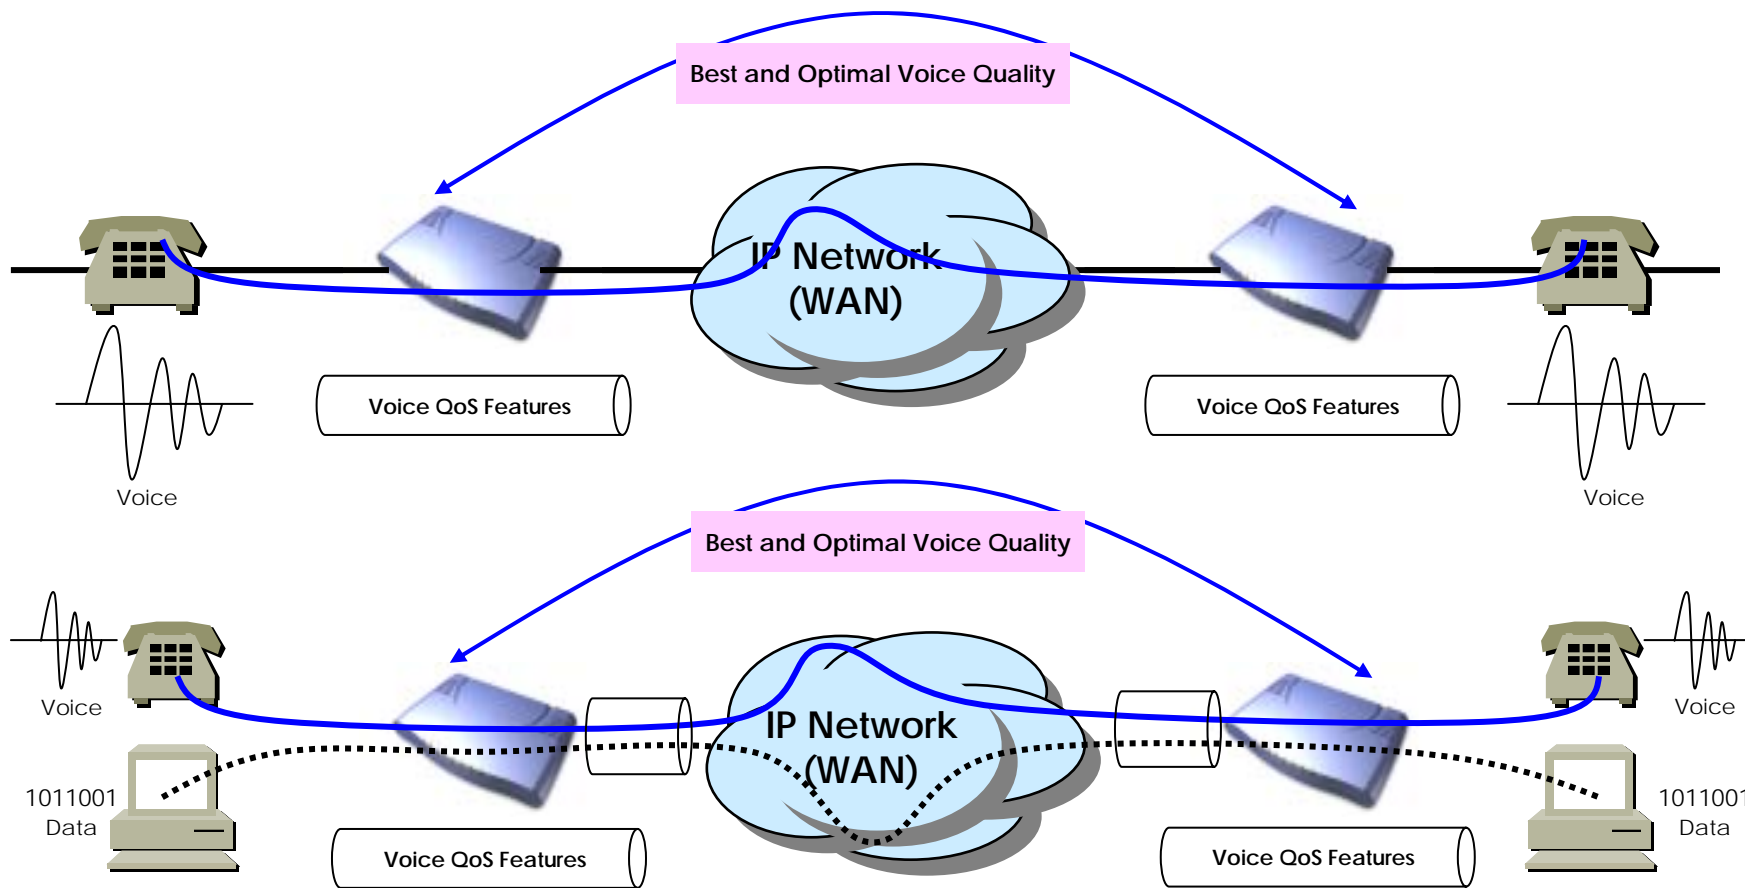 Best and Optimal Voice Quality
IP Network
(WAN)
Voice QoS Features
Voice QoS Features
Voice
Voice
Best and Optimal Voice Quality
Voice
Voice
IP Network
(WAN)
1011001
Data
1011001
Data
Voice QoS Features
Voice QoS Features